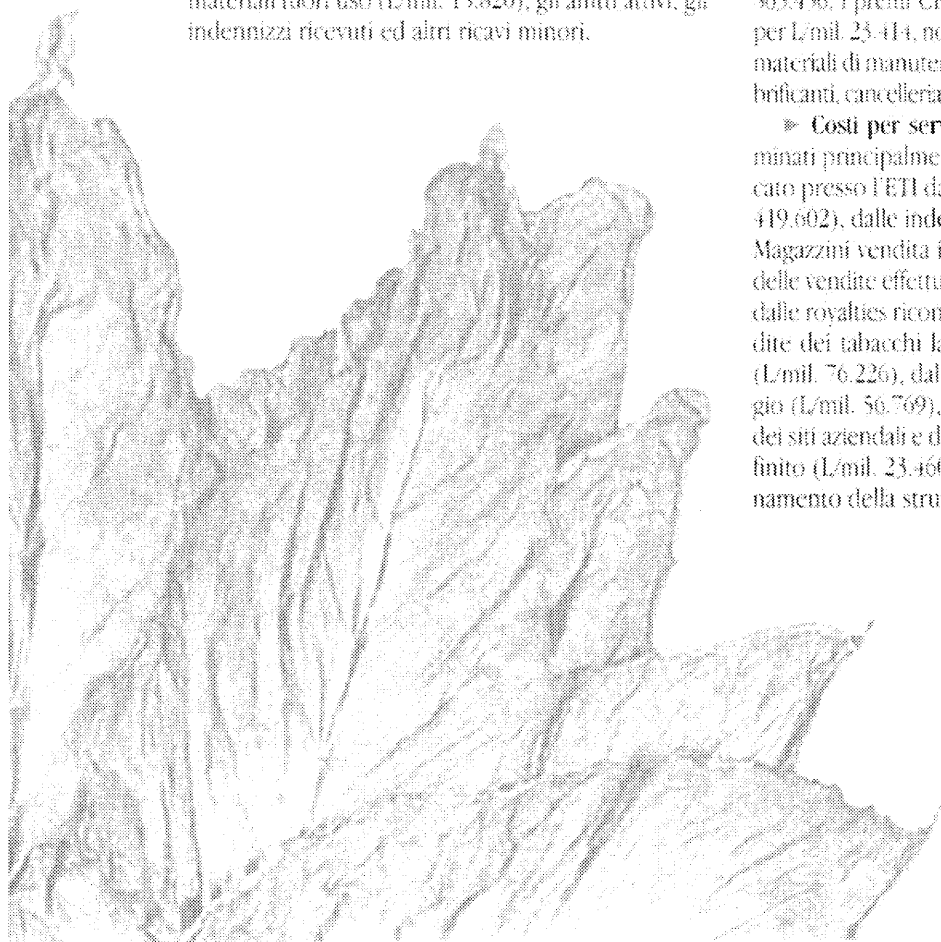 materiali fuori uso (L/mil. 13.820), gli affitti attivi, gli
indennizzi ricevuti ed altri ricavi minori.
per L/mil. 23.414, no
materiali di manute
brificanti, cancelleria
► Costi per ser
minati principalme
cato presso l'ETI da
419.602), dalle inde
Magazzini vendita i
delle vendite effettu
dalle royalties ricon
dite dei tabacchi la
(L/mil. 76.226), dal
gio (L/mil. 56.769),
dei siti aziendali e d
finito (L/mil. 23.460
namento della stru